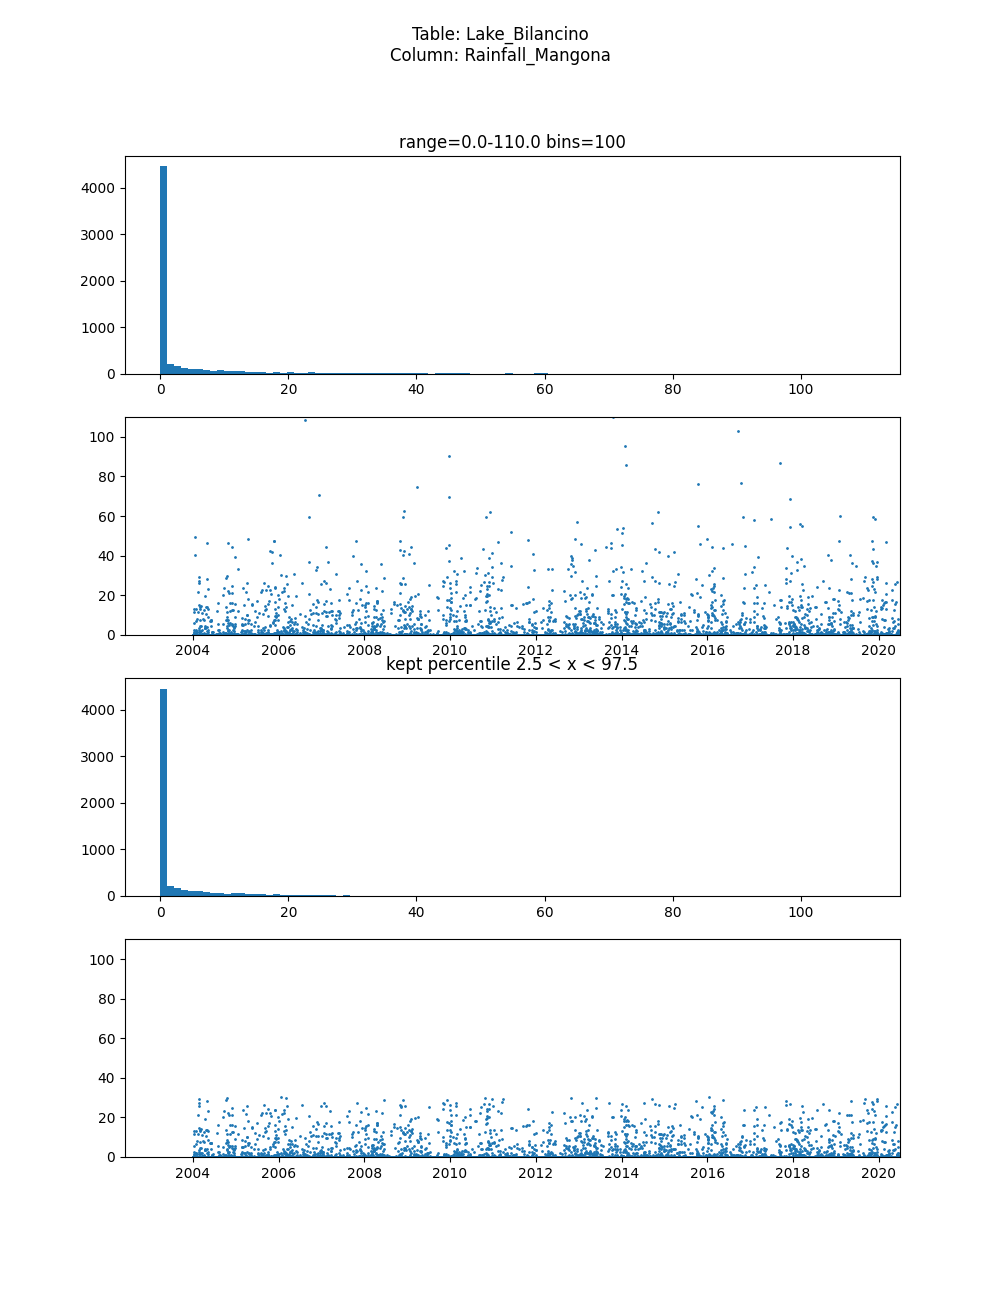 Table: Lake_Bilancino
Column: Rainfall_Mangona
range=0.0-110.0 bins=100
4000
3000
2000
1000
0
0 20 40 60 80 100
100
80
60
40
20
0
2004 2006 2008 2010 2012 2014 2016 2018 2020
kept percentile 2.5 < x < 97.5
4000
3000
2000
1000
0
0 20 40 60 80 100
100
80
60
40
20
0
2004 2006 2008 2010 2012 2014 2016 2018 2020